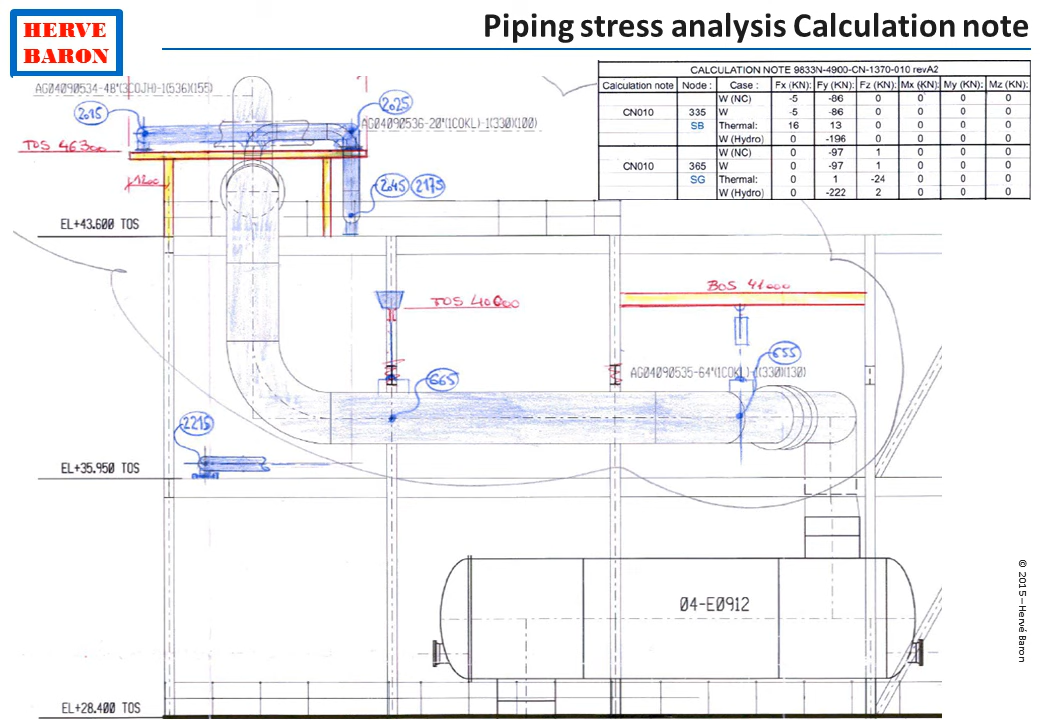 HERVE
BARON
Piping stress analysis Calculation note
CALCULATION NOTE 9833N-4900-CN-1370-010 revA2
Calculation note Node : Case : Fx (KN): Fy (KN): Fz (KN): Mx (KN): My (KN): Mz (KN):
W (NC) -5 -86 0 0 0 0
CN010 335 W -5 -86 0 0 0 0
SB Thermal: 16 13 0 0 0 0
W (Hydro) 0 -196 0 0 0 0
W (NC) 0 -97 1 0 0 0
CN010 365 W 0 -97 1 0 0 0
SG Thermal: 0 1 -24 0 0 0
W (Hydro) 0 -222 2 0 0 0
AG04090534-48"(3COJH)-1(536)(155)
2015
2025
AG04090536-20"(1COKL)-1(330)(100)
TOS 46300
1200
2045 2175
EL+43.600 TOS
BOS 41000
TOS 40000
655
AG04090535-64"(1COKL)-1(330)(130)
665
2215
EL+35.950 TOS
04-E0912
EL+28.400 TOS
© 2015 – Hervé Baron